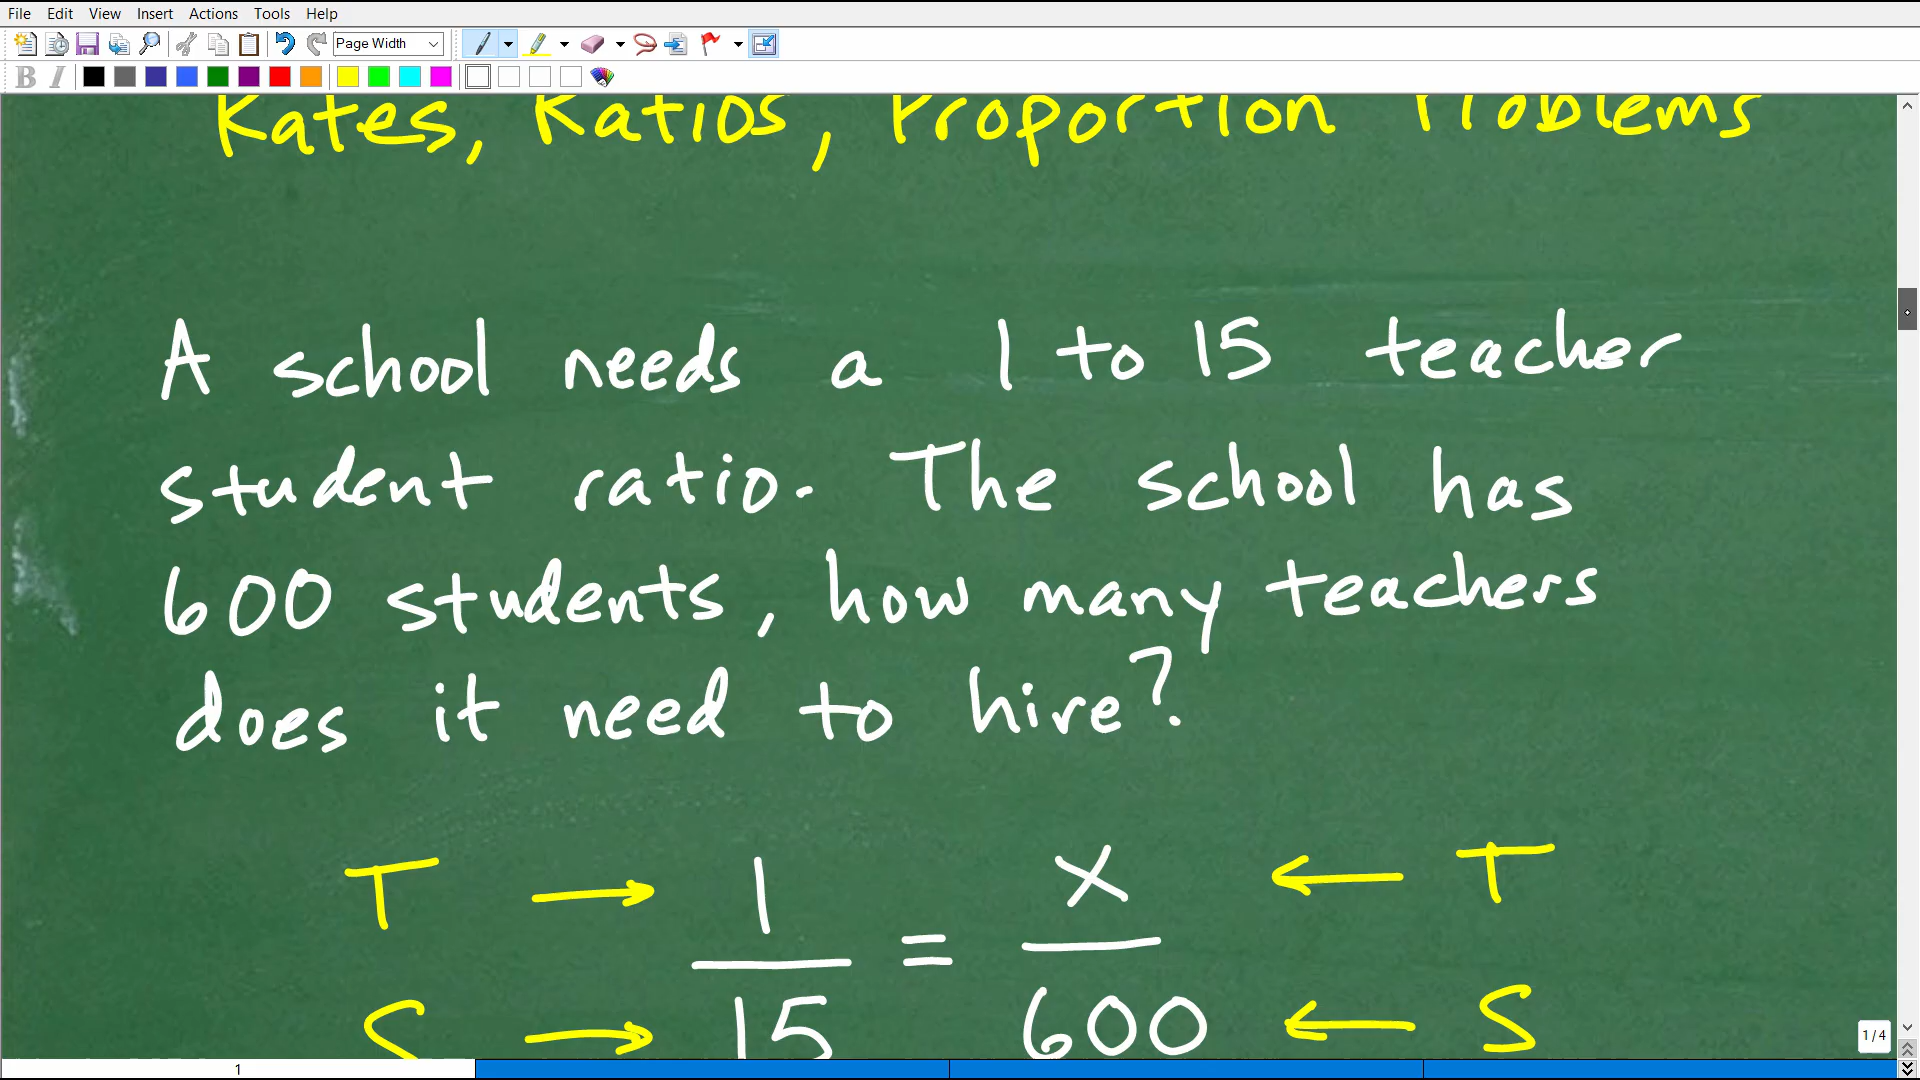 File Edit View Insert Actions Tools Help
Page Width
B I
Rates, Ratios, Proportion Problems
A school needs a 1 to 15 teacher
student ratio. The school has
600 students, how many teachers
does it need to hire?
T → 1 = x ← T
S → 15 600 ← S
1 / 4
1